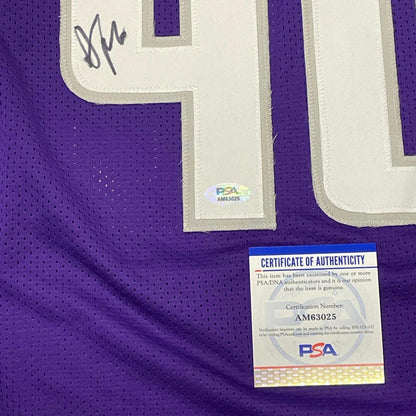 40
PSA
AM63025
CERTIFICATE OF AUTHENTICITY
This item has been examined by one or more
PSA/DNA authenticators and it is our opinion
that the item is genuine.
Certification Number:
AM63025
PSA